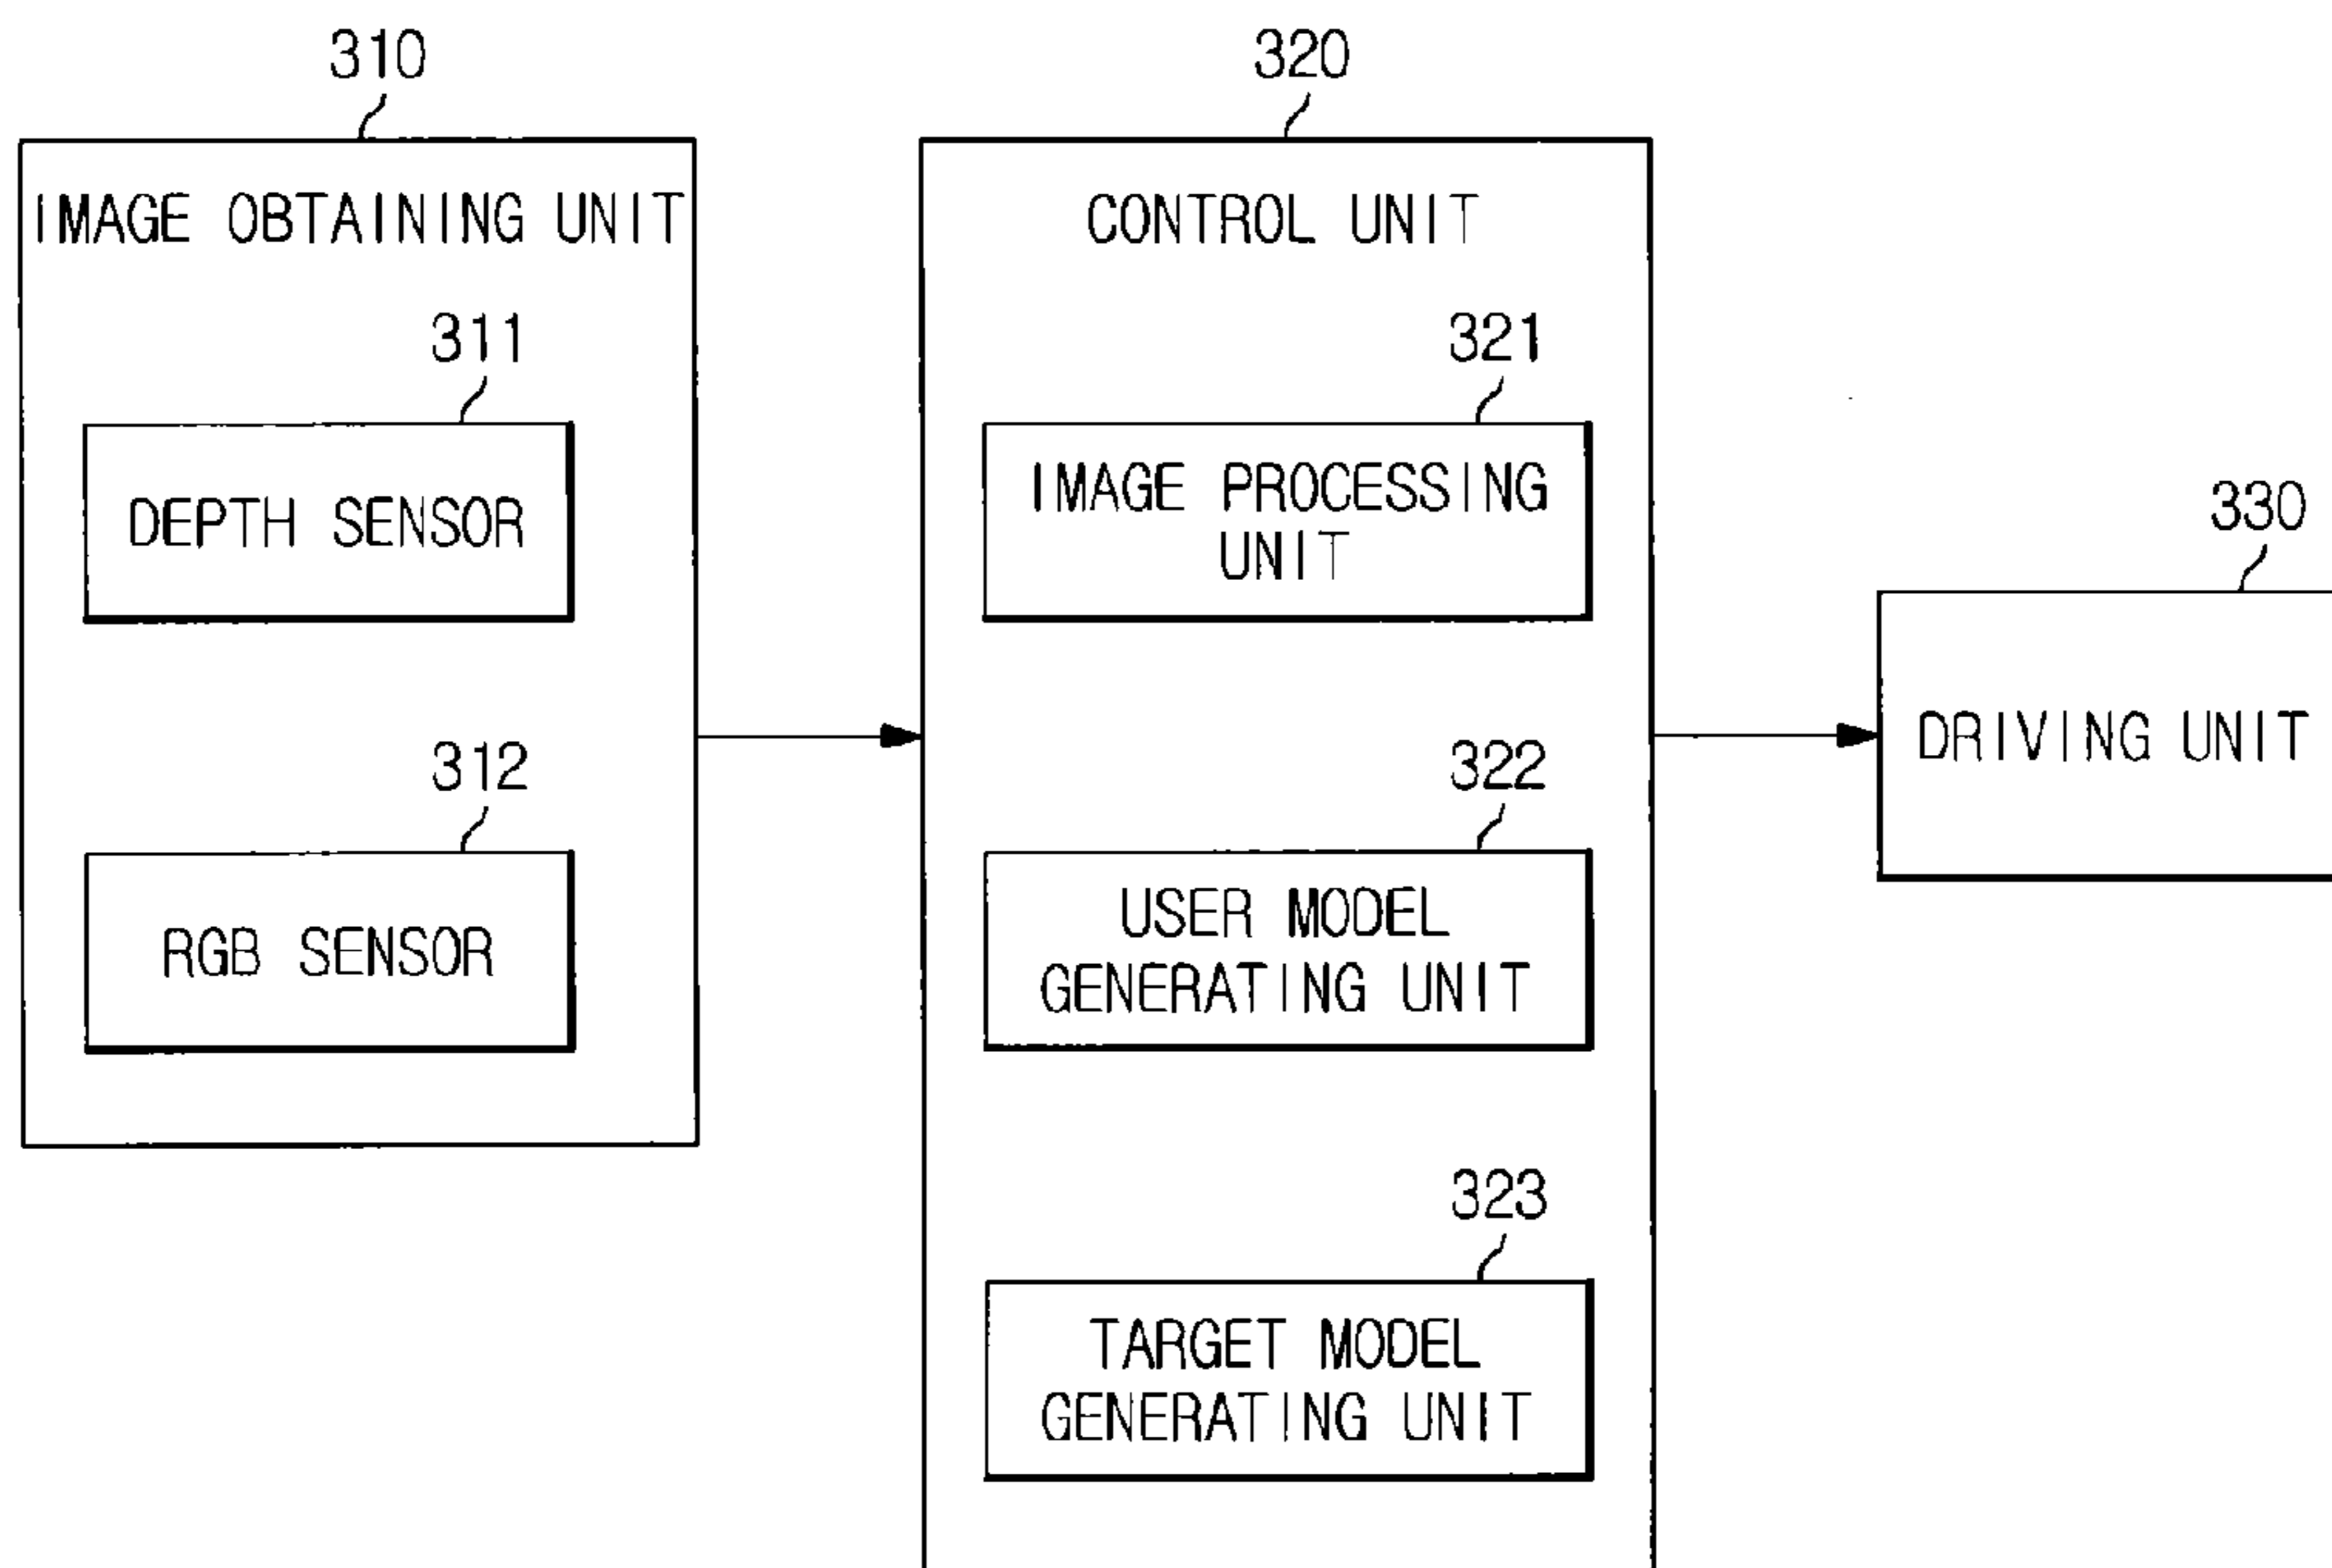 310
IMAGE OBTAINING UNIT
311
DEPTH SENSOR
312
RGB SENSOR
320
CONTROL UNIT
321
IMAGE PROCESSING
UNIT
322
USER MODEL
GENERATING UNIT
323
TARGET MODEL
GENERATING UNIT
330
DRIVING UNIT